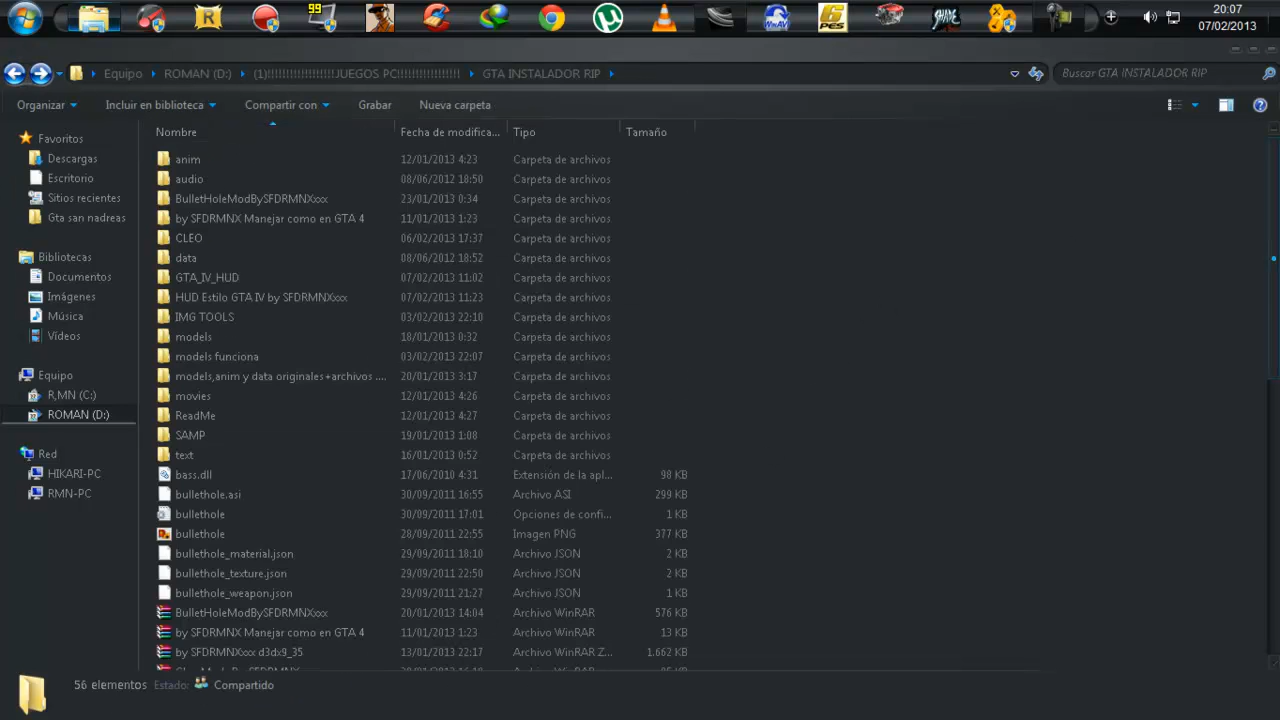 99
6 PES
20:07
07/02/2013
Equipo ROMAN (D:) (1)!!!!!!!!!!!!!!!!!!JUEGOS PC!!!!!!!!!!!!!!!!! GTA INSTALADOR RIP
Buscar GTA INSTALADOR RIP
Organizar Incluir en biblioteca Compartir con Grabar Nueva carpeta
Nombre Fecha de modifica... Tipo Tamaño
Favoritos
Descargas
Escritorio
Sitios recientes
Gta san nadreas
Bibliotecas
Documentos
Imágenes
Música
Vídeos
Equipo
R,MN (C:)
ROMAN (D:)
Red
HIKARI-PC
RMN-PC
anim 12/01/2013 4:23 Carpeta de archivos
audio 08/06/2012 18:50 Carpeta de archivos
BulletHoleModBySFDRMNXxxx 23/01/2013 0:34 Carpeta de archivos
by SFDRMNX Manejar como en GTA 4 11/01/2013 1:23 Carpeta de archivos
CLEO 06/02/2013 17:37 Carpeta de archivos
data 08/06/2012 18:52 Carpeta de archivos
GTA_IV_HUD 07/02/2013 11:02 Carpeta de archivos
HUD Estilo GTA IV by SFDRMNXxxx 07/02/2013 11:23 Carpeta de archivos
IMG TOOLS 03/02/2013 22:10 Carpeta de archivos
models 18/01/2013 0:32 Carpeta de archivos
models funciona 03/02/2013 22:07 Carpeta de archivos
models,anim y data originales+archivos .... 20/01/2013 3:17 Carpeta de archivos
movies 12/01/2013 4:26 Carpeta de archivos
ReadMe 12/01/2013 4:27 Carpeta de archivos
SAMP 19/01/2013 1:08 Carpeta de archivos
text 16/01/2013 0:52 Carpeta de archivos
bass.dll 17/06/2010 4:31 Extensión de la apl... 98 KB
bullethole.asi 30/09/2011 16:55 Archivo ASI 299 KB
bullethole 30/09/2011 17:01 Opciones de confi... 1 KB
bullethole 28/09/2011 22:55 Imagen PNG 377 KB
bullethole_material.json 29/09/2011 18:10 Archivo JSON 2 KB
bullethole_texture.json 29/09/2011 22:50 Archivo JSON 2 KB
bullethole_weapon.json 29/09/2011 21:27 Archivo JSON 1 KB
BulletHoleModBySFDRMNXxxx 20/01/2013 14:04 Archivo WinRAR 576 KB
by SFDRMNX Manejar como en GTA 4 11/01/2013 1:23 Archivo WinRAR 13 KB
by SFDRMNXxxx d3dx9_35 13/01/2013 22:17 Archivo WinRAR Z... 1.662 KB
56 elementos Estado: Compartido